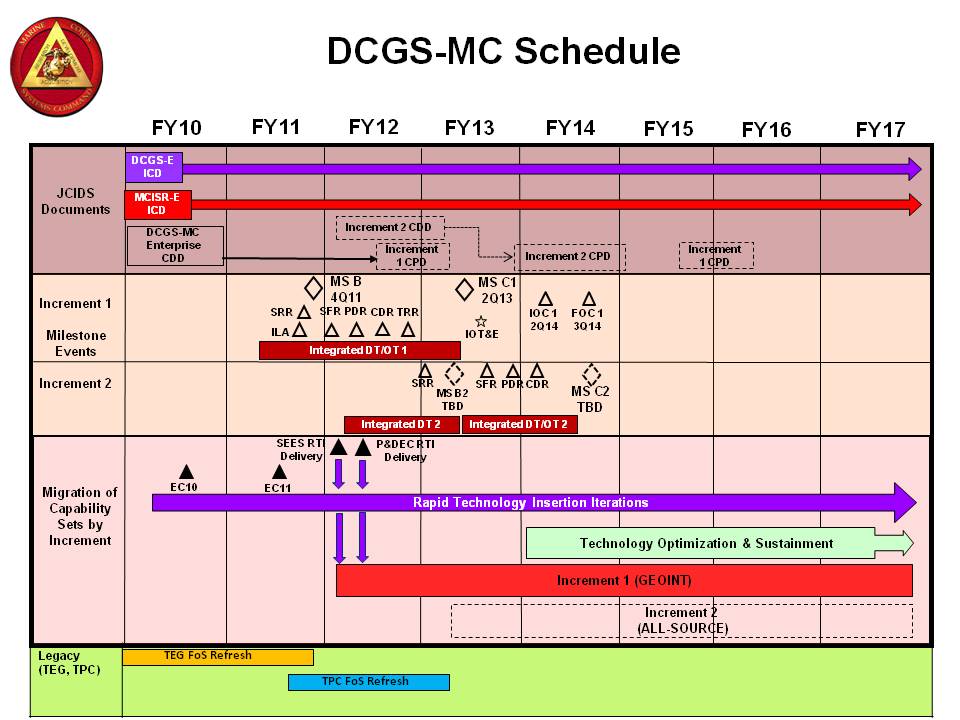 MARINE CORPS
SYSTEMS COMMAND
DCGS-MC Schedule
FY10 FY11 FY12 FY13 FY14 FY15 FY16 FY17
JCIDS
Documents
DCGS-E
ICD
MCISR-E
ICD
DCGS-MC
Enterprise
CDD
Increment 2 CDD
Increment
1 CPD
Increment 2 CPD
Increment
1 CPD
Increment 1
Milestone
Events
MS B
4Q11
MS C1
2Q13
SRR
SFR PDR CDR TRR
ILA
IOT&E
IOC 1
2Q14
FOC 1
3Q14
Integrated DT/OT 1
Increment 2
SRR
MS B2
TBD
SFR PDR CDR
MS C2
TBD
Integrated DT 2
Integrated DT/OT 2
Migration of
Capability
Sets by
Increment
SEES RTI
Delivery
P&DEC RTI
Delivery
EC10
EC11
Rapid Technology Insertion Iterations
Technology Optimization & Sustainment
Increment 1 (GEOINT)
Increment 2
(ALL-SOURCE)
Legacy
(TEG, TPC)
TEG FoS Refresh
TPC FoS Refresh